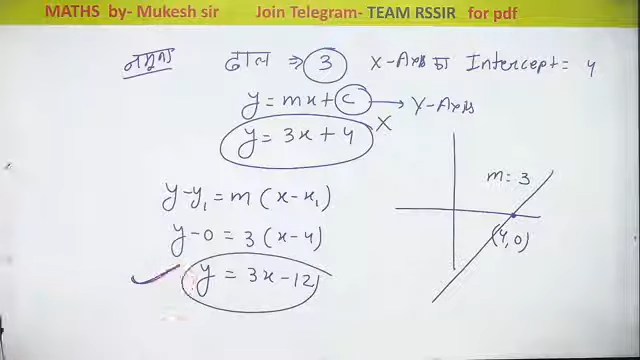 MATHS by- Mukesh sir Join Telegram- TEAM RSSIR for pdf
नमूना ढाल ⇒ 3 X-Axis का Intercept = 4
y = mx + c → Y-Axis
y = 3x + 4 X
y - y₁ = m (x - x₁)
y - 0 = 3 (x - 4)
y = 3x - 12
m = 3
(4, 0)